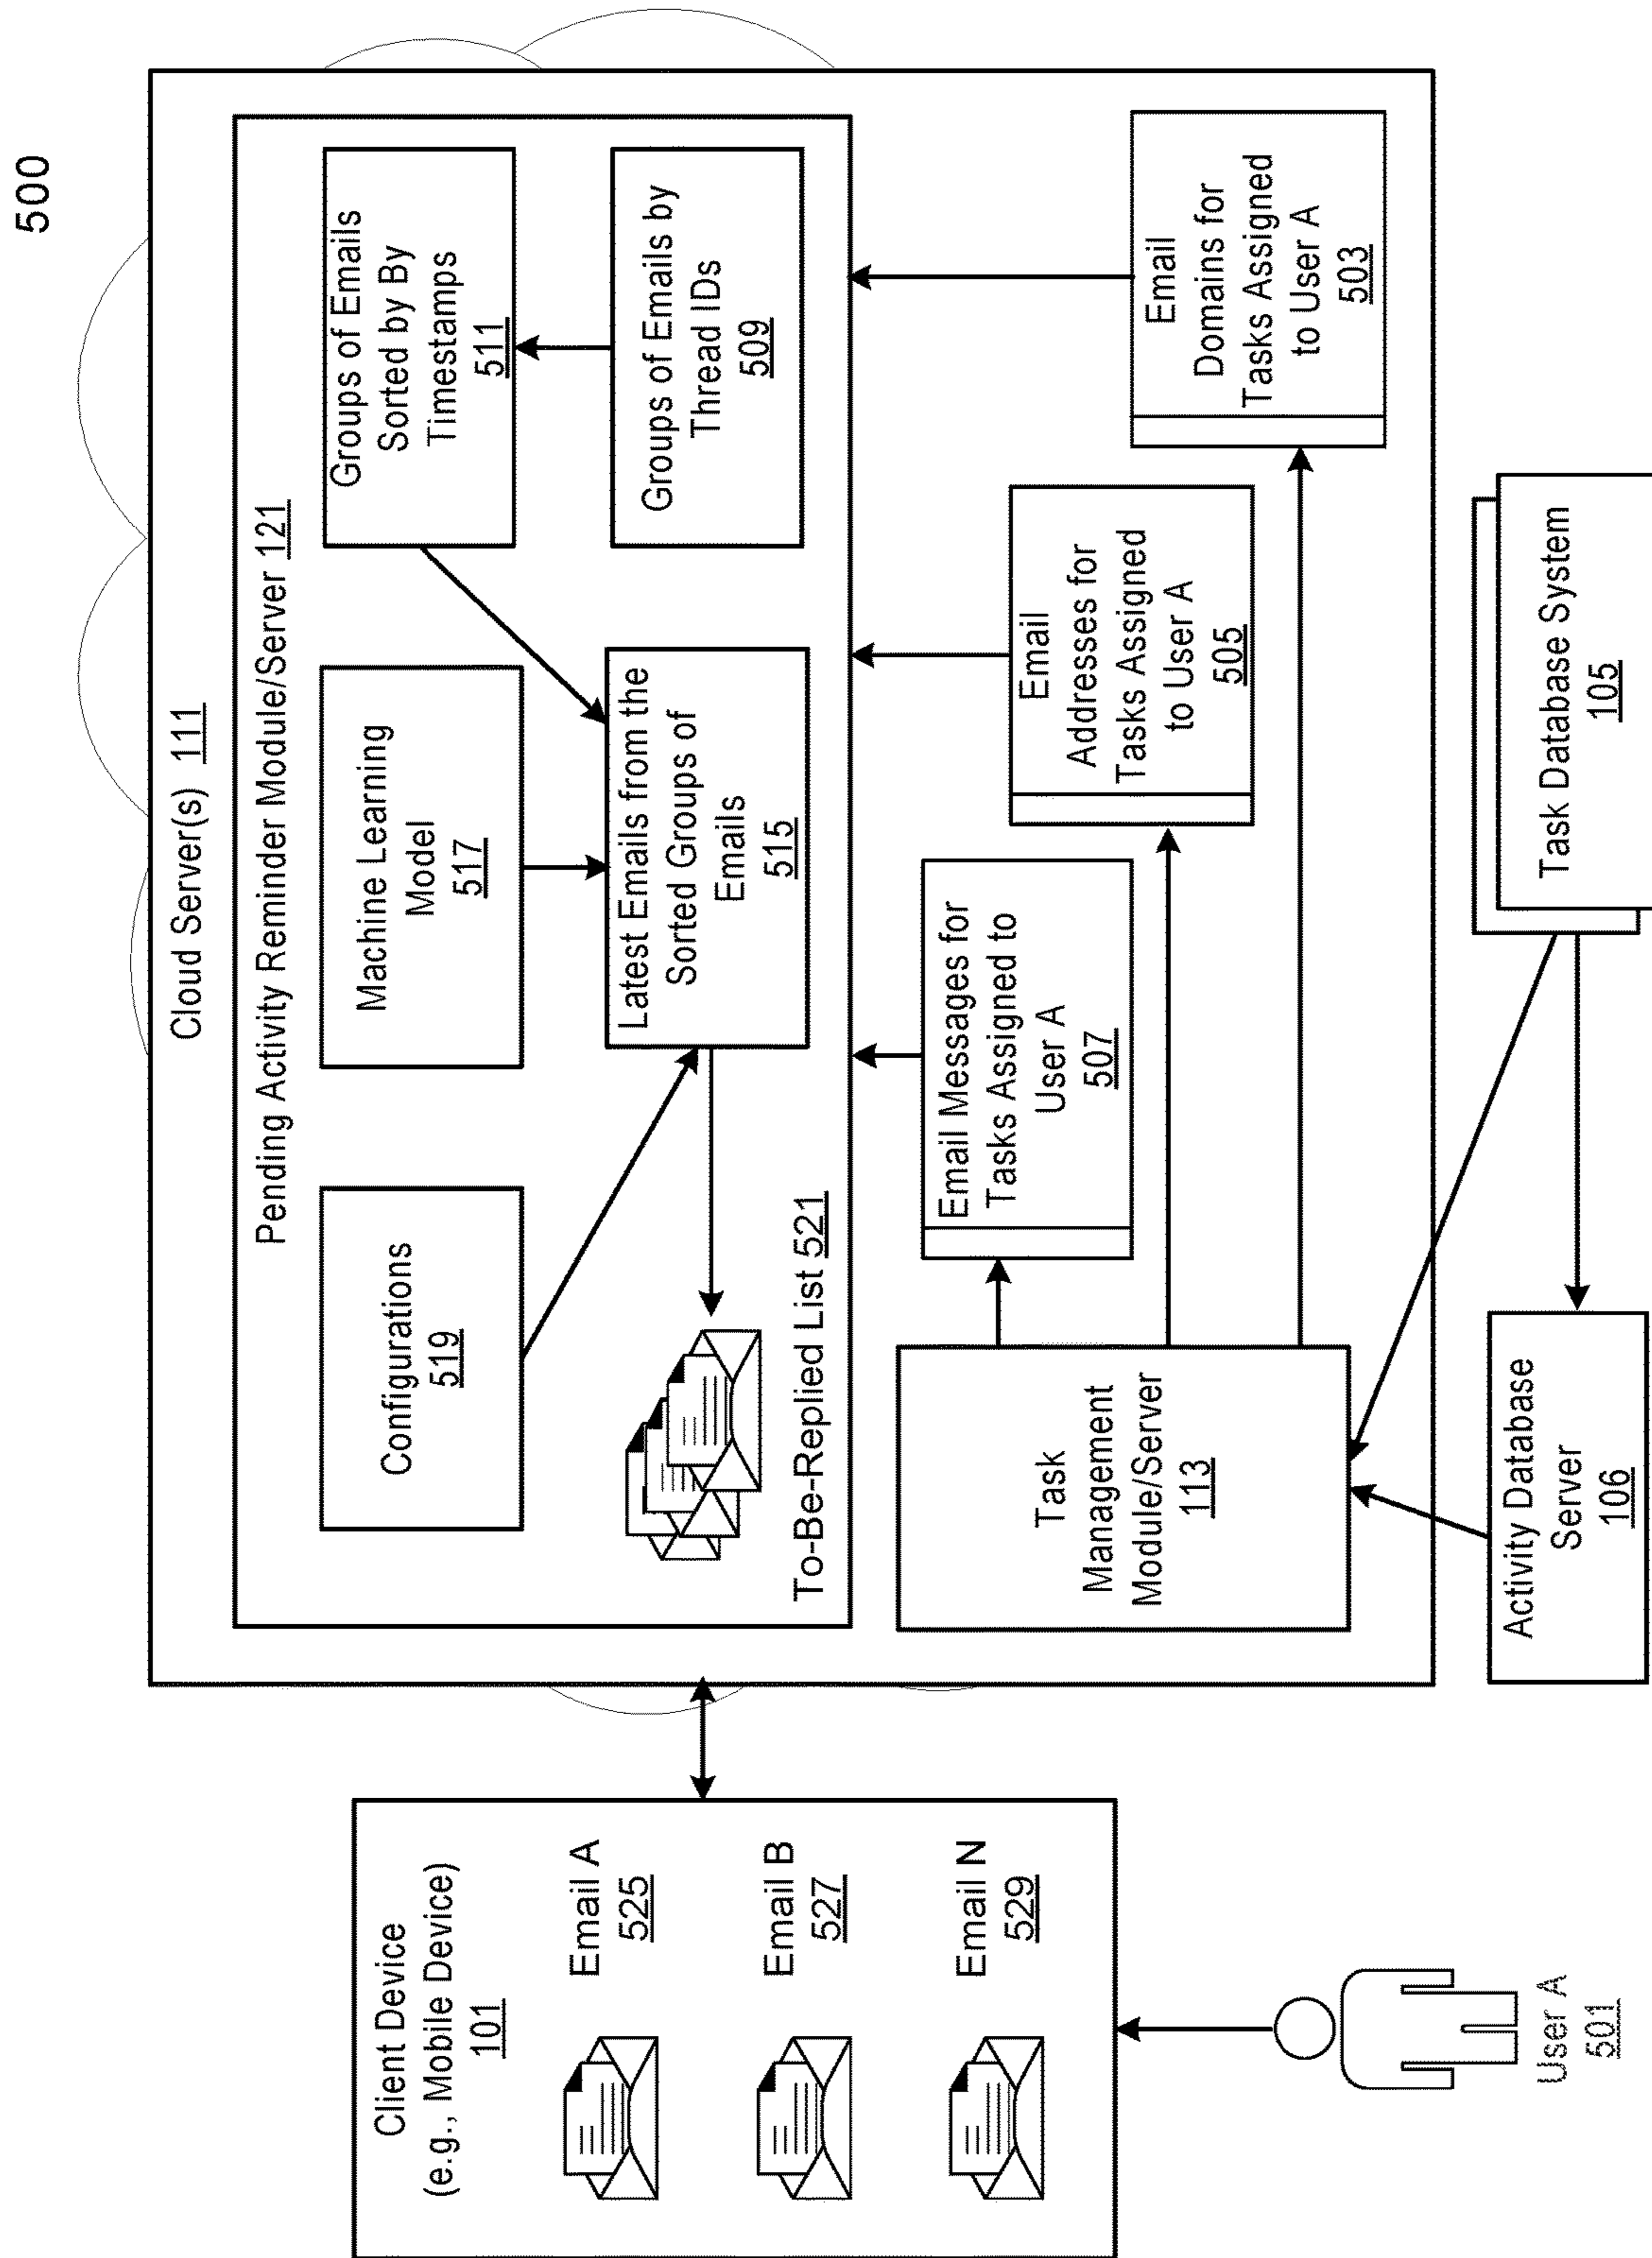 500
Cloud Server(s) 111
Pending Activity Reminder Module/Server 121
Configurations
519
Machine Learning
Model
517
Groups of Emails
Sorted by By
Timestamps
511
To-Be-Replied List 521
Latest Emails from the
Sorted Groups of
Emails
515
Groups of Emails by
Thread IDs
509
Client Device
(e.g., Mobile Device)
101
Email A
525
Email B
527
Email N
529
User A
501
Task
Management
Module/Server
113
Email Messages for
Tasks Assigned to
User A
507
Email
Addresses for
Tasks Assigned
to User A
505
Email
Domains for
Tasks Assigned
to User A
503
Activity Database
Server
106
Task Database System
105